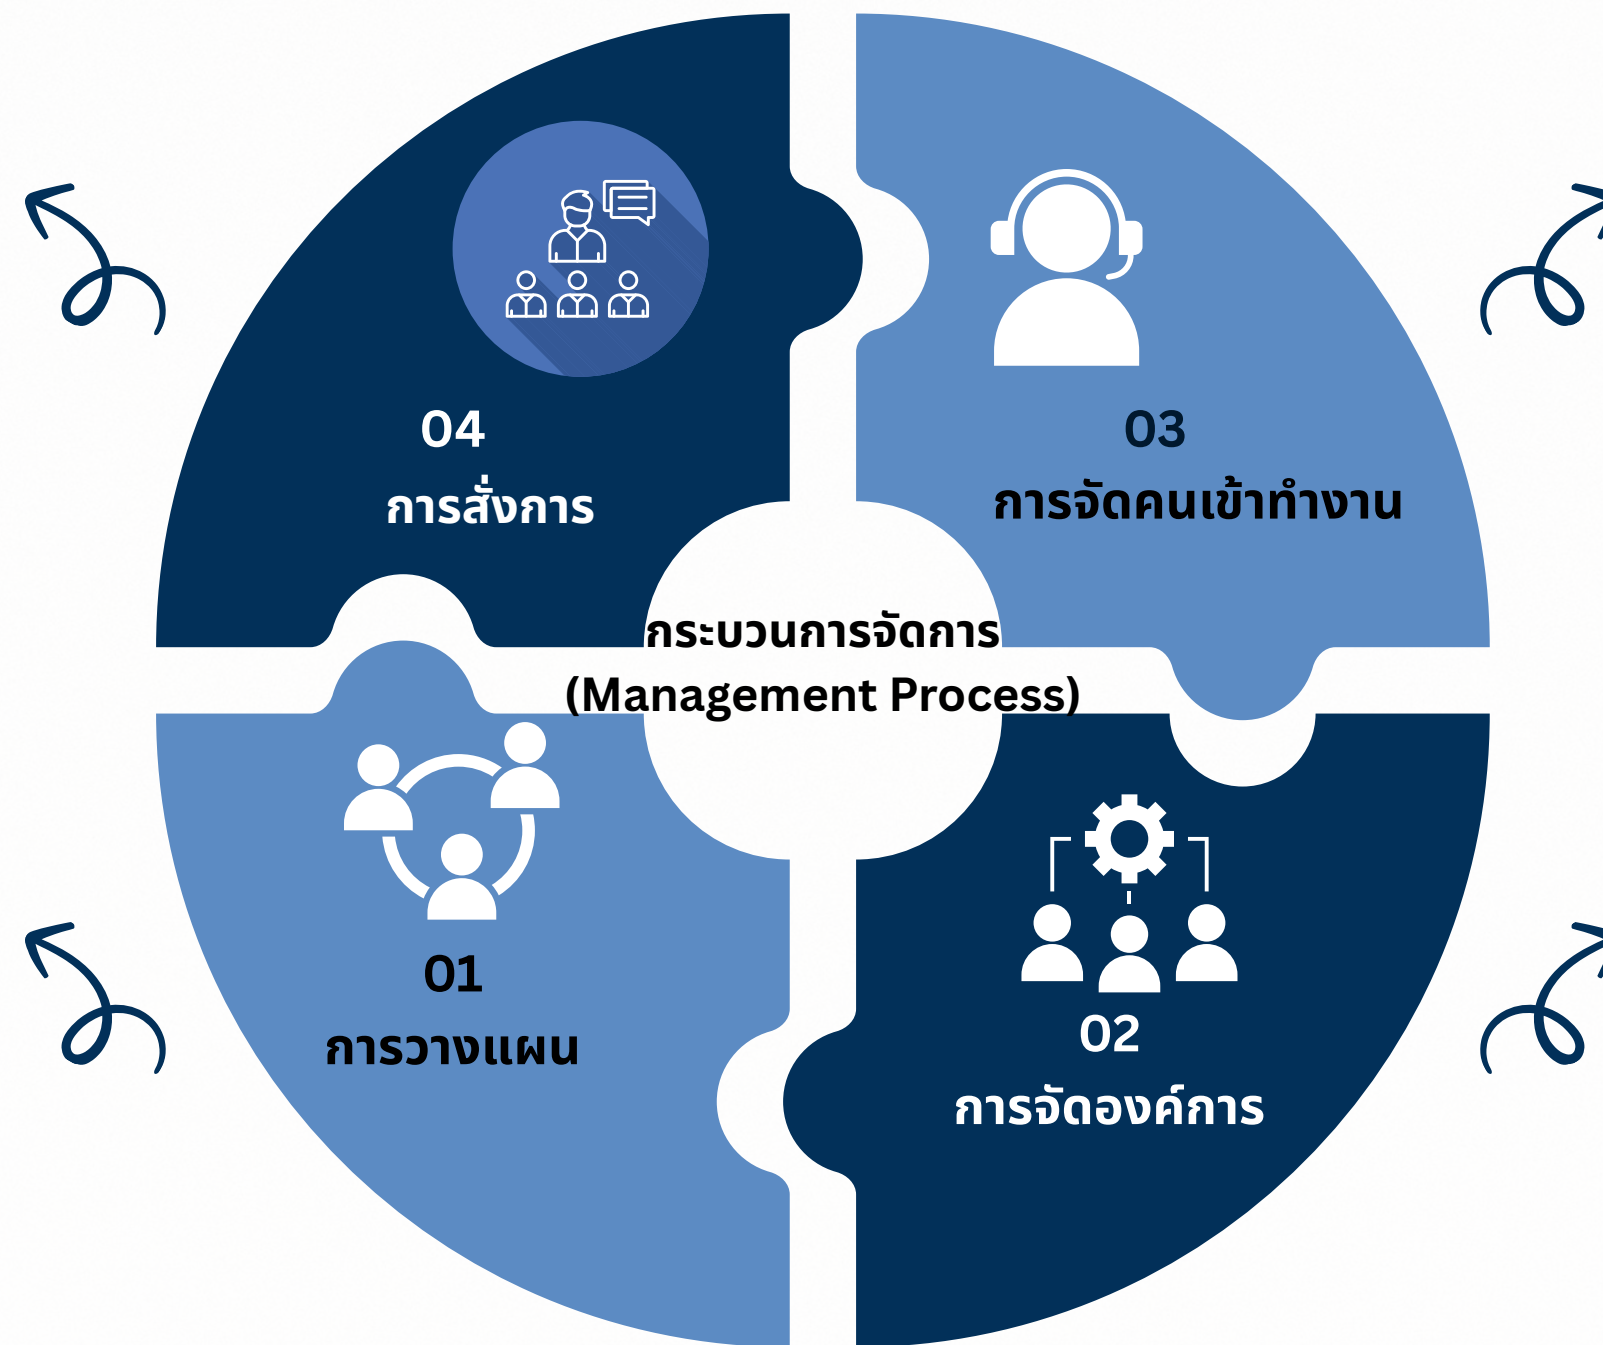 04
การสั่งการ
03
การจัดคนเข้าทำงาน
กระบวนการจัดการ
(Management Process)
01
การวางแผน
02
การจัดองค์การ